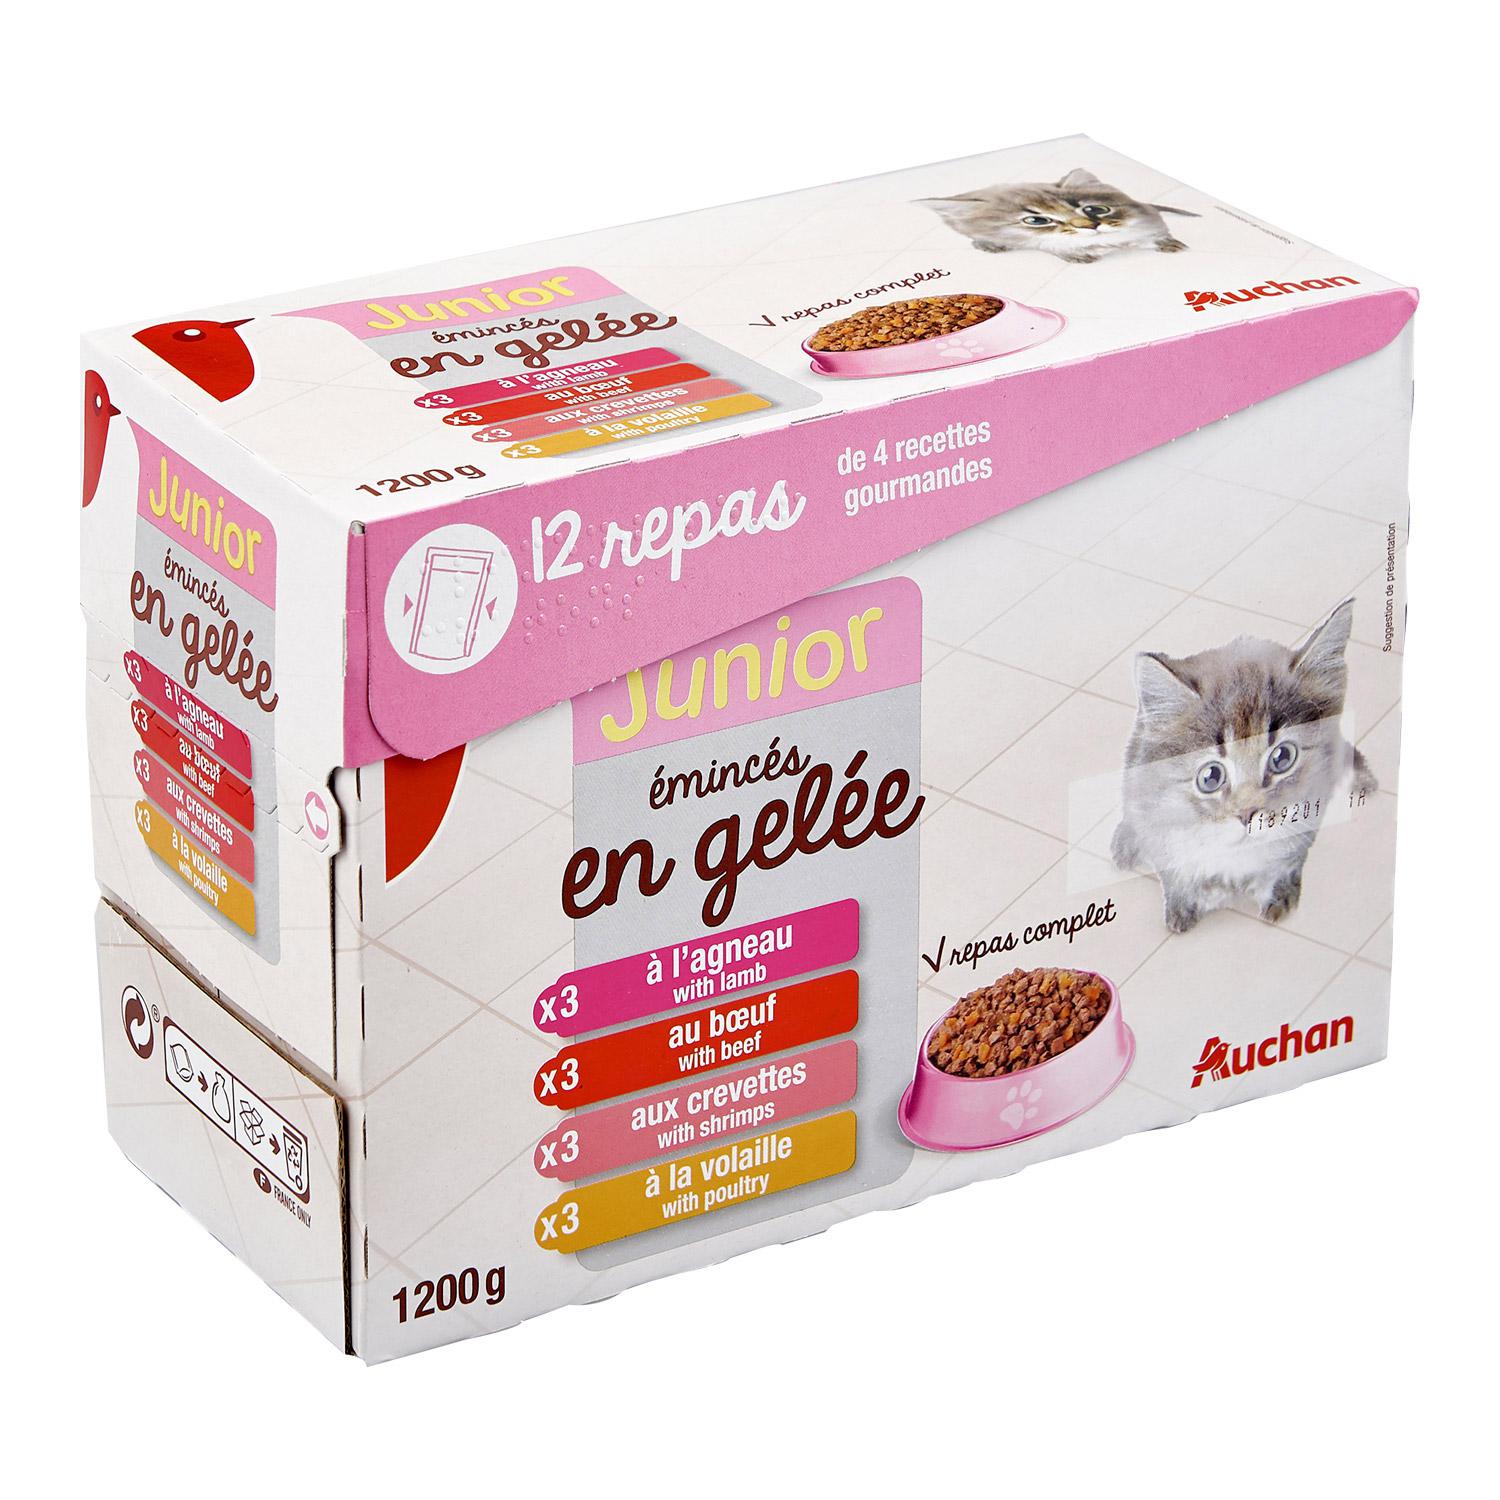 Junior
émincés
en gelée
x3 à l'agneau
with lamb
x3 au bœuf
with beef
x3 aux crevettes
with shrimps
x3 à la volaille
with poultry
1200g
√ repas complet
Auchan
12 repas
de 4 recettes
gourmandes
Junior
émincés
en gelée
x3 à l'agneau
with lamb
x3 au bœuf
with beef
x3 aux crevettes
with shrimps
x3 à la volaille
with poultry
® 
F FRANCE ONLY
Junior
émincés
en gelée
x3 à l'agneau
with lamb
x3 au bœuf
with beef
x3 aux crevettes
with shrimps
x3 à la volaille
with poultry
1200g
√ repas complet
Auchan
Suggestion de présentation
1189201 1A